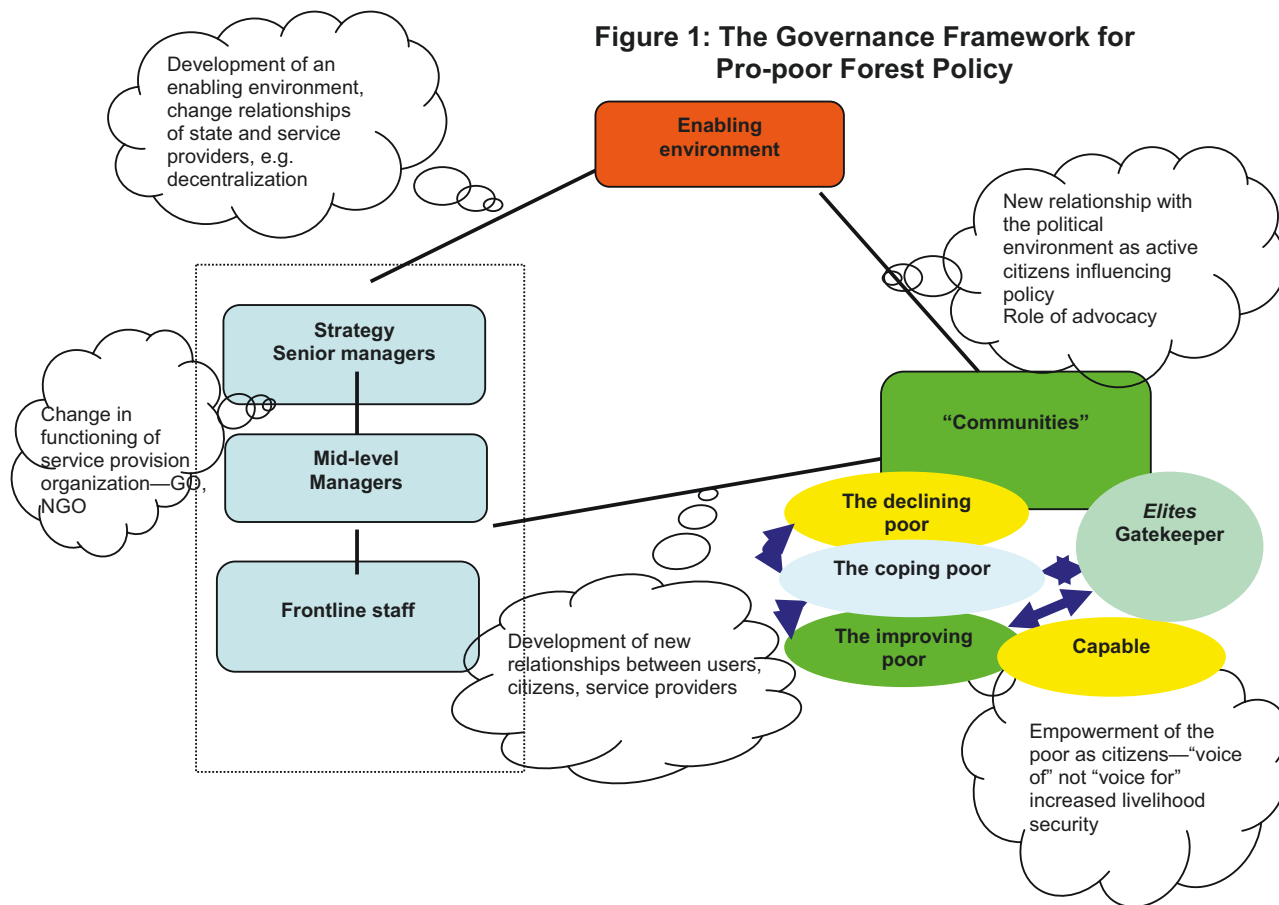 Figure 1: The Governance Framework for
Pro-poor Forest Policy
Development of an
enabling environment,
change relationships
of state and service
providers, e.g.
decentralization
Enabling
environment
New relationship with
the political
environment as active
citizens influencing
policy
Role of advocacy
Strategy
Senior managers
Change in
functioning of
service provision
organization—GO,
NGO
Mid-level
Managers
Frontline staff
"Communities"
The declining
poor
Elites
Gatekeeper
The coping poor
The improving
poor
Capable
Development of new
relationships between users,
citizens, service providers
Empowerment of the
poor as citizens—“voice
of” not “voice for”
increased livelihood
security